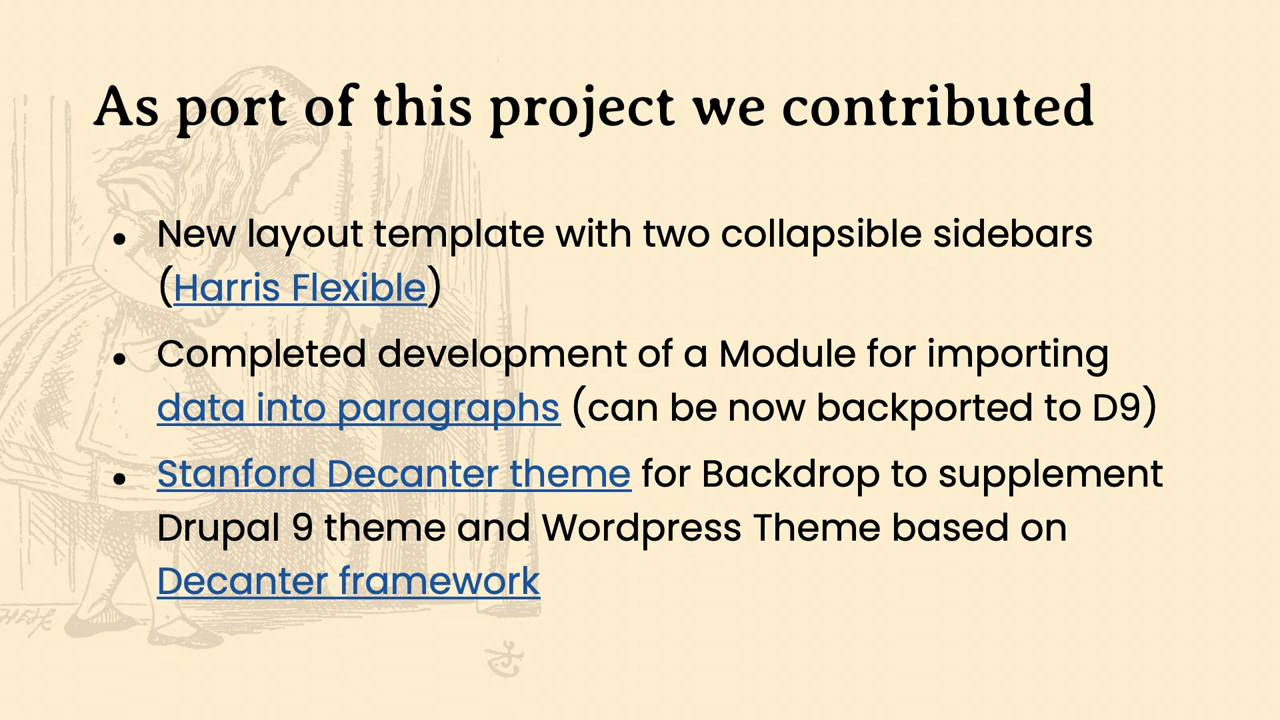 As port of this project we contributed
• New layout template with two collapsible sidebars
(Harris Flexible)
• Completed development of a Module for importing
data into paragraphs (can be now backported to D9)
• Stanford Decanter theme for Backdrop to supplement
Drupal 9 theme and Wordpress Theme based on
Decanter framework